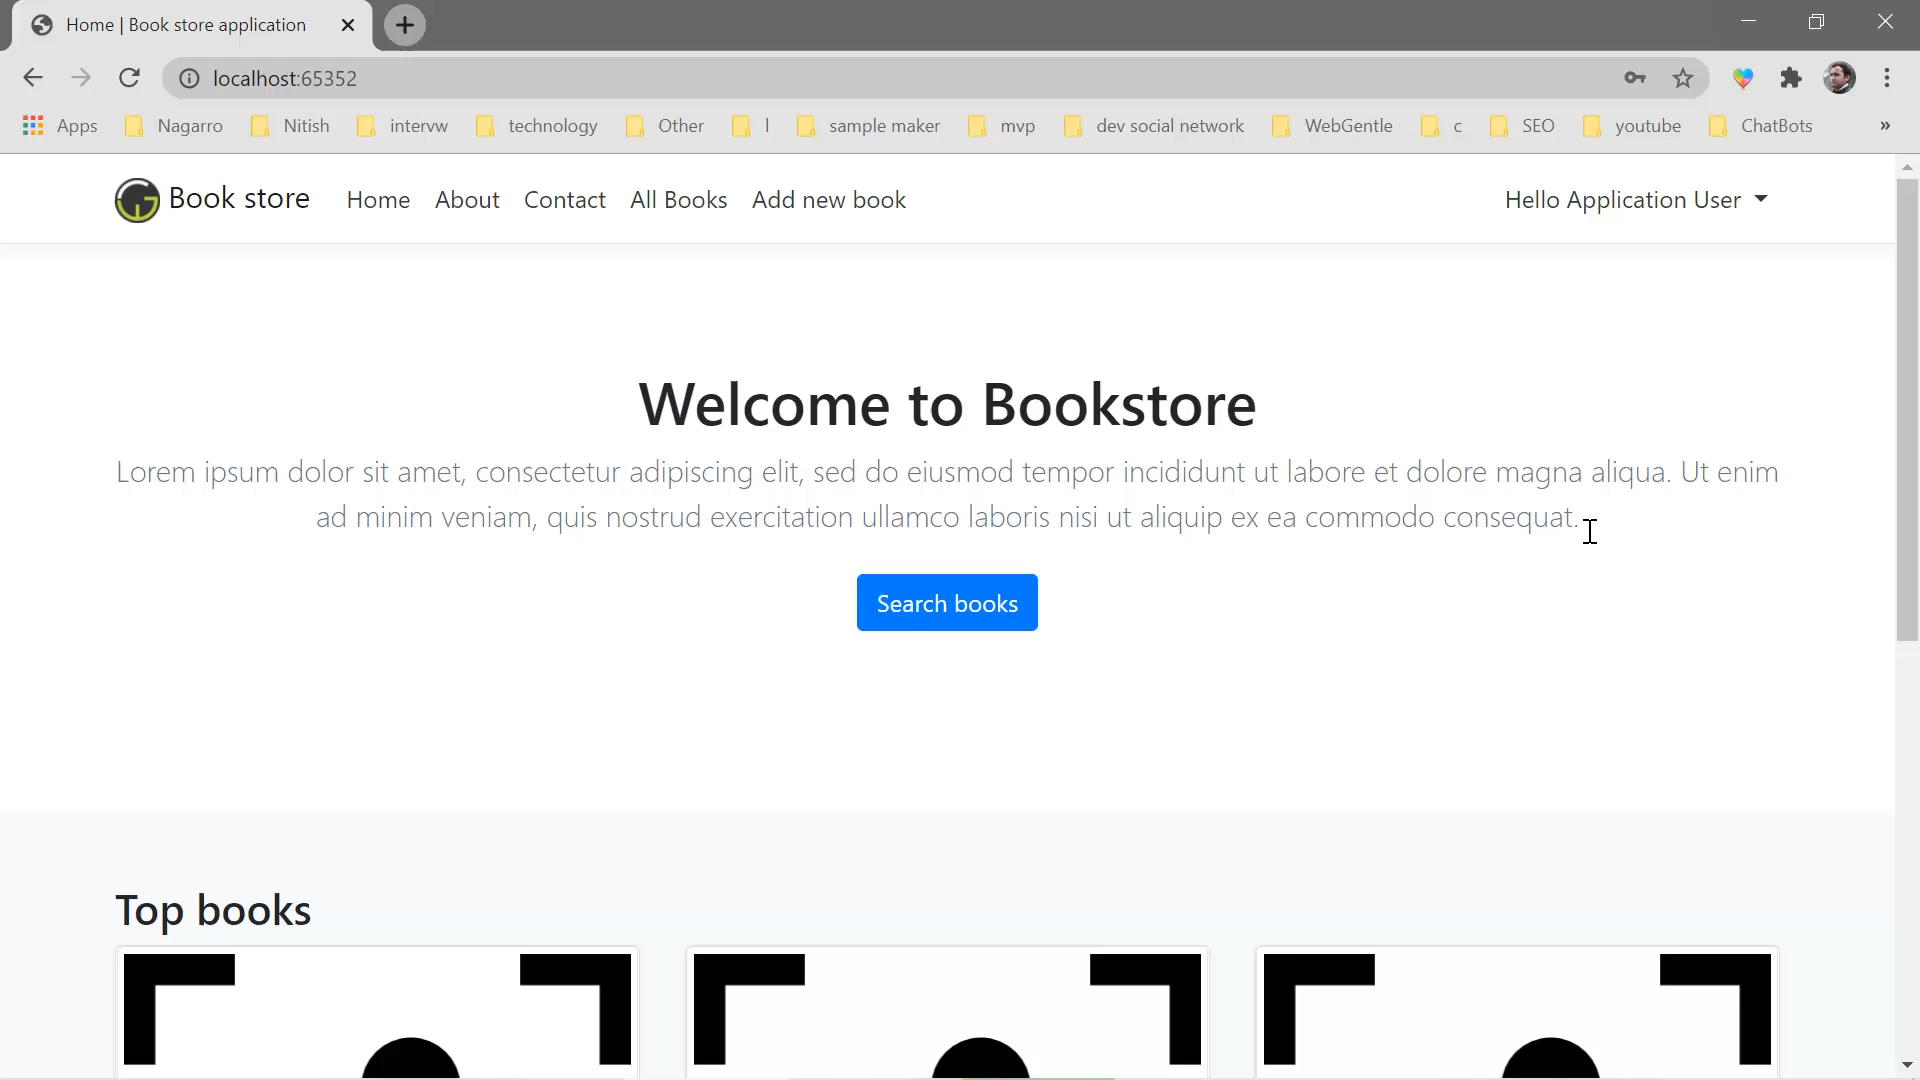 Home | Book store application
localhost:65352
Apps Nagarro Nitish intervw technology Other l sample maker mvp dev social network WebGentle c SEO youtube ChatBots »
Book store Home About Contact All Books Add new book Hello Application User
Welcome to Bookstore
Lorem ipsum dolor sit amet, consectetur adipiscing elit, sed do eiusmod tempor incididunt ut labore et dolore magna aliqua. Ut enim
ad minim veniam, quis nostrud exercitation ullamco laboris nisi ut aliquip ex ea commodo consequat.
Search books
Top books